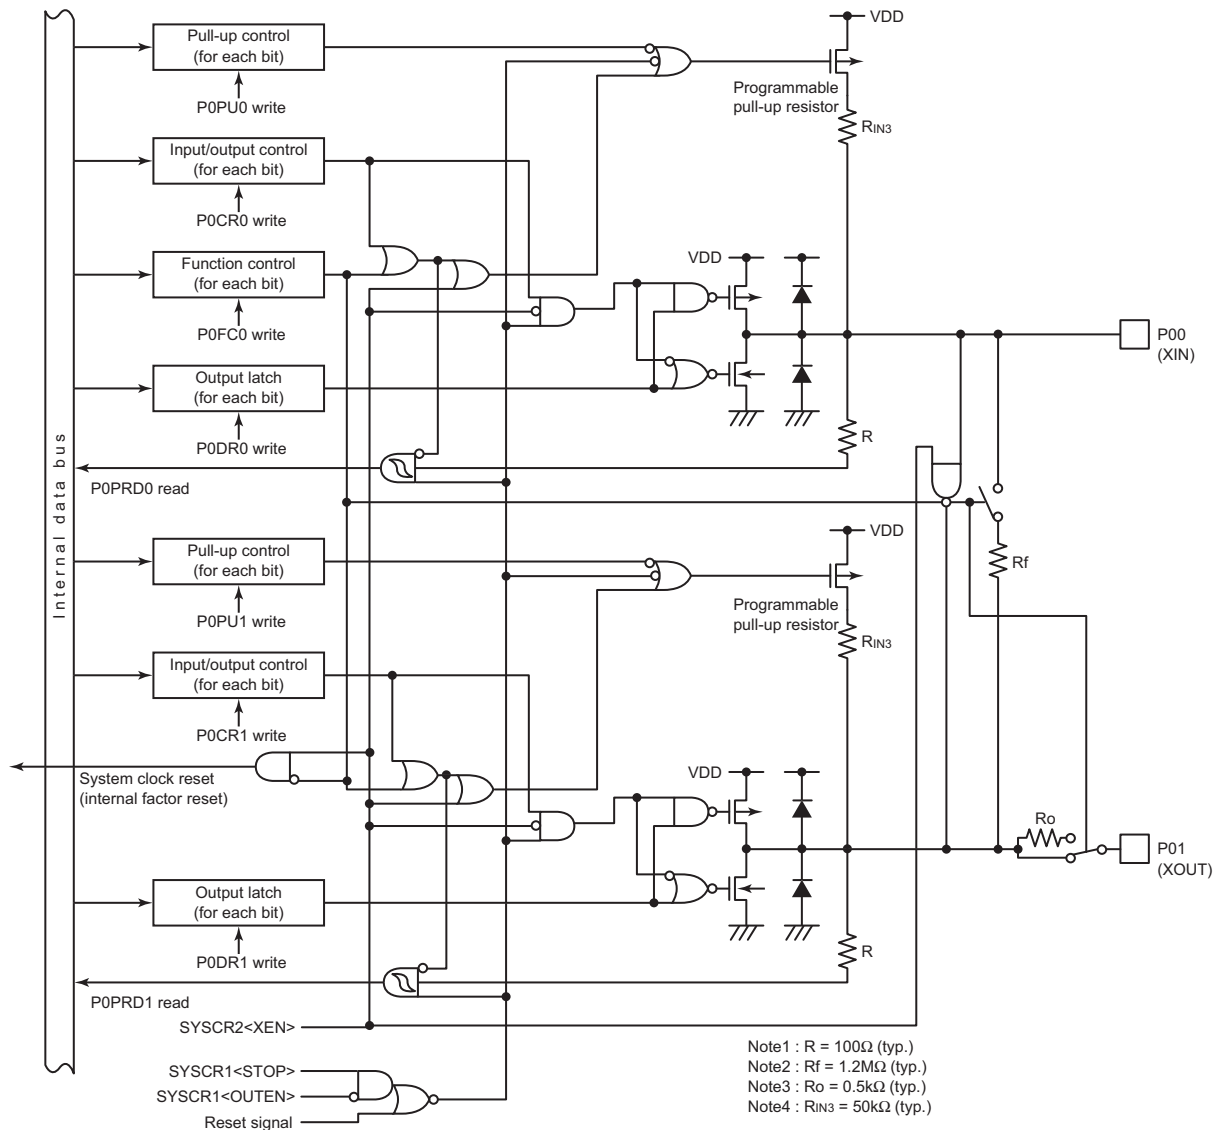 VDD
Pull-up control
(for each bit)
P0PU0 write
Programmable
pull-up resistor
RIN3
Input/output control
(for each bit)
P0CR0 write
Function control
(for each bit)
P0FC0 write
VDD
P00
(XIN)
Output latch
(for each bit)
P0DR0 write
R
P0PRD0 read
Internal data bus
VDD
Pull-up control
(for each bit)
P0PU1 write
Rf
Programmable
pull-up resistor
RIN3
Input/output control
(for each bit)
P0CR1 write
System clock reset
(internal factor reset)
VDD
Ro
P01
(XOUT)
Output latch
(for each bit)
P0DR1 write
R
P0PRD1 read
SYSCR2<XEN>
SYSCR1<STOP>
SYSCR1<OUTEN>
Reset signal
Note1 : R = 100Ω (typ.)
Note2 : Rf = 1.2MΩ (typ.)
Note3 : Ro = 0.5kΩ (typ.)
Note4 : RIN3 = 50kΩ (typ.)